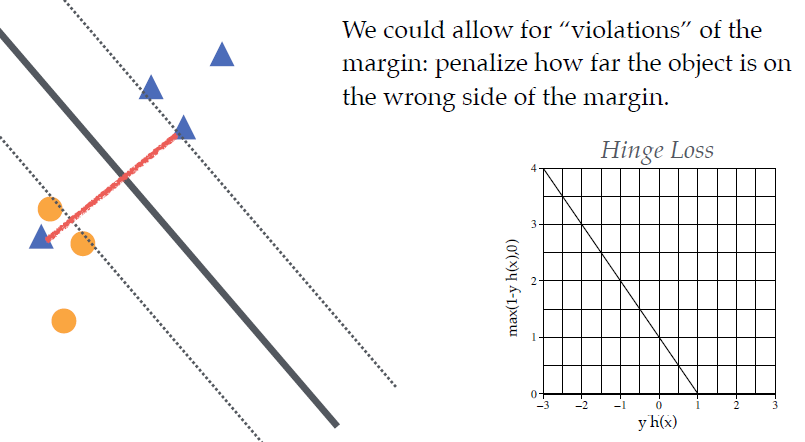 We could allow for “violations” of the
margin: penalize how far the object is on
the wrong side of the margin.
Hinge Loss
max(1-y h(x),0)
4
3
2
1
0
-3 -2 -1 0 1 2 3
y h(x)